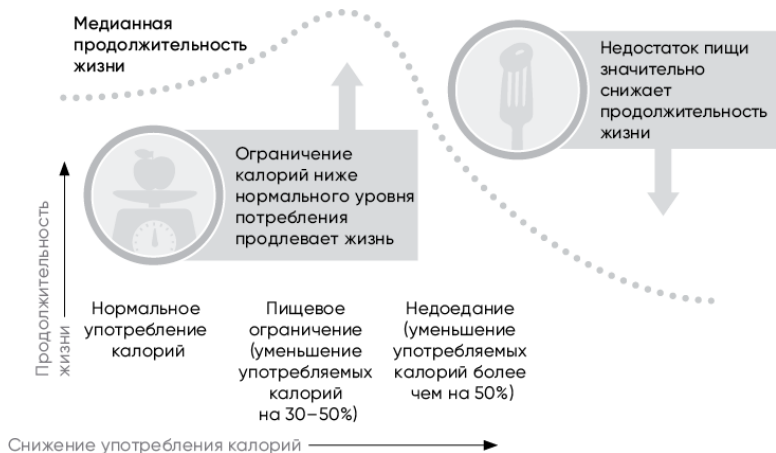 Медианная
продолжительность
жизни
Недостаток пищи
значительно
снижает
продолжительность
жизни
Ограничение
калорий ниже
нормального уровня
потребления
продлевает жизнь
Продолжительность
жизни
Нормальное
употребление
калорий
Пищевое
ограничение
(уменьшение
употребляемых
калорий
на 30–50%)
Недоедание
(уменьшение
употребляемых
калорий более
чем на 50%)
Снижение употребления калорий